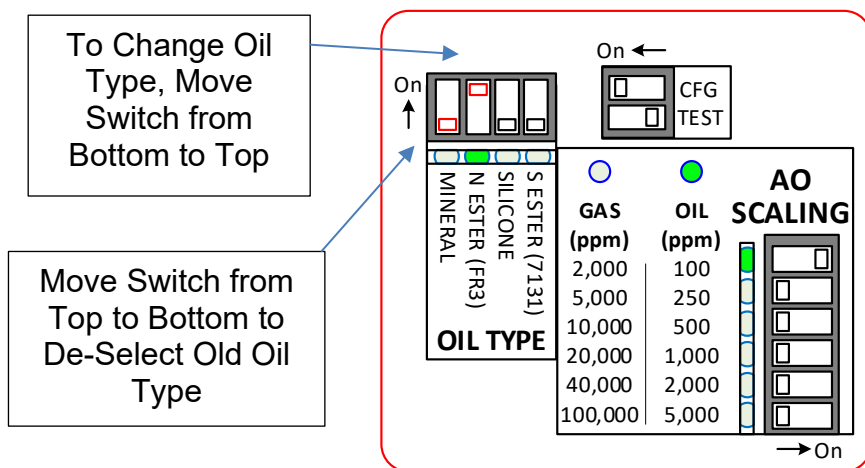 To Change Oil
Type, Move
Switch from
Bottom to Top
Move Switch from
Top to Bottom to
De-Select Old Oil
Type
On
On
CFG
TEST
MINERAL
N ESTER (FR3)
SILICONE
S ESTER (7131)
OIL TYPE
GAS OIL
(ppm) (ppm)
2,000 100
5,000 250
10,000 500
20,000 1,000
40,000 2,000
100,000 5,000
AO
SCALING
On